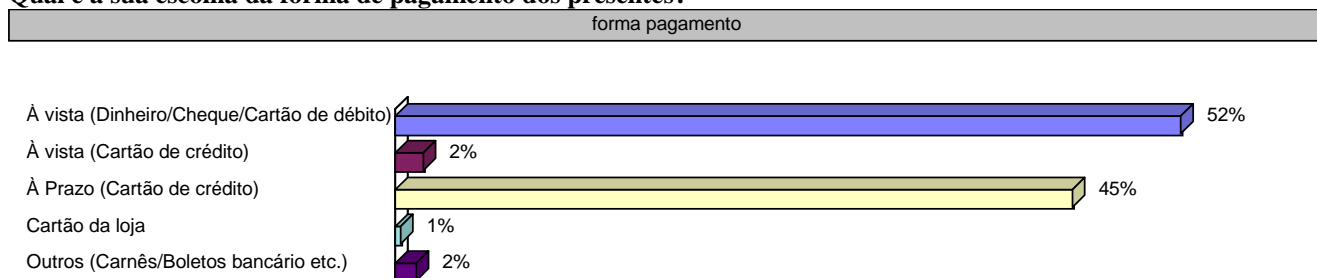 Qual é a sua escolha da forma de pagamento dos presentes?
forma pagamento
À vista (Dinheiro/Cheque/Cartão de débito) 52%
À vista (Cartão de crédito) 2%
À Prazo (Cartão de crédito) 45%
Cartão da loja 1%
Outros (Carnês/Boletos bancário etc.) 2%